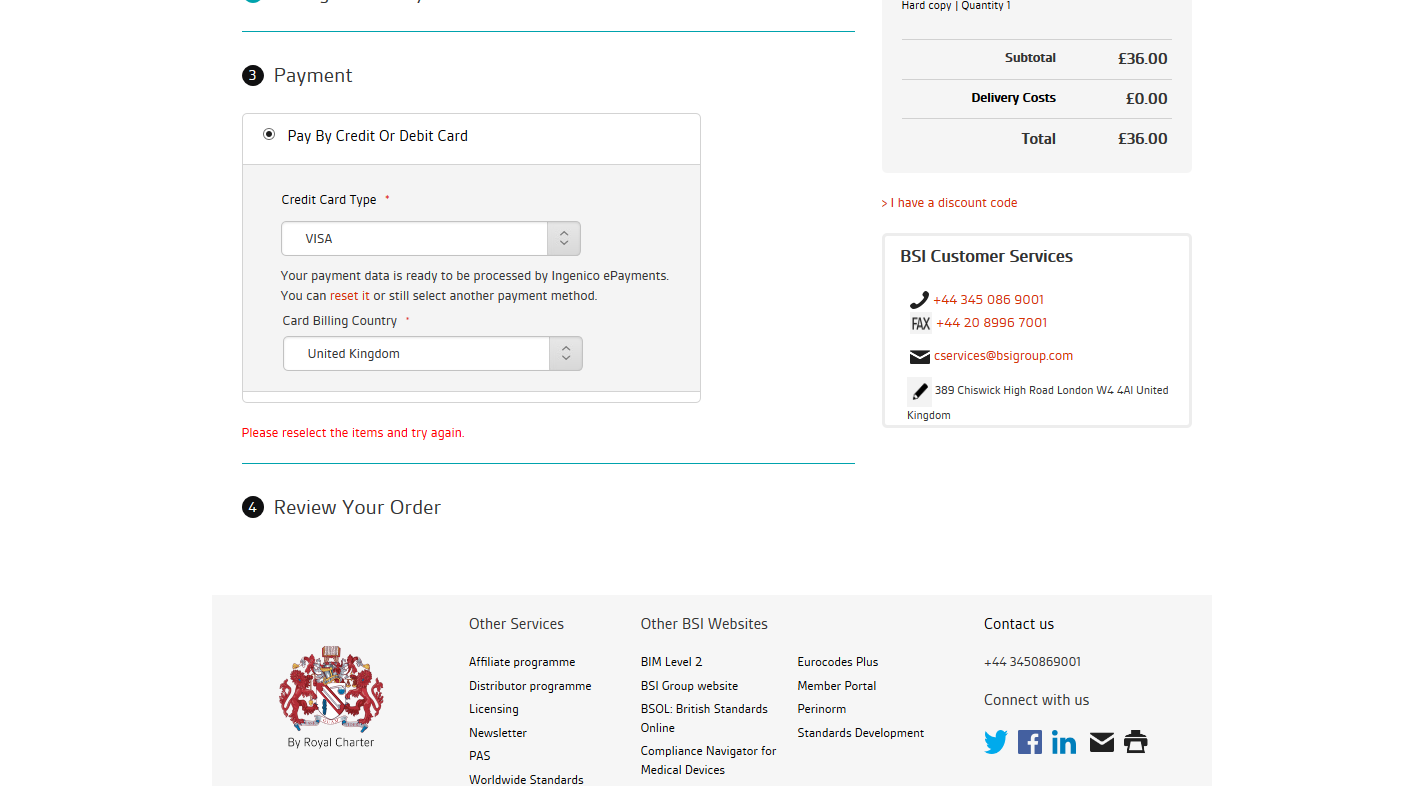 Hard copy | Quantity 1
Subtotal £36.00
Delivery Costs £0.00
Total £36.00
> I have a discount code
3 Payment
Pay By Credit Or Debit Card
Credit Card Type *
VISA
Your payment data is ready to be processed by Ingenico ePayments.
You can reset it or still select another payment method.
Card Billing Country *
United Kingdom
Please reselect the items and try again.
BSI Customer Services
+44 345 086 9001
FAX +44 20 8996 7001
cservices@bsigroup.com
389 Chiswick High Road London W4 4Al United
Kingdom
4 Review Your Order
By Royal Charter
Other Services
Affiliate programme
Distributor programme
Licensing
Newsletter
PAS
Worldwide Standards
Other BSI Websites
BIM Level 2
BSI Group website
BSOL: British Standards
Online
Compliance Navigator for
Medical Devices
Eurocodes Plus
Member Portal
Perinorm
Standards Development
Contact us
+44 3450869001
Connect with us